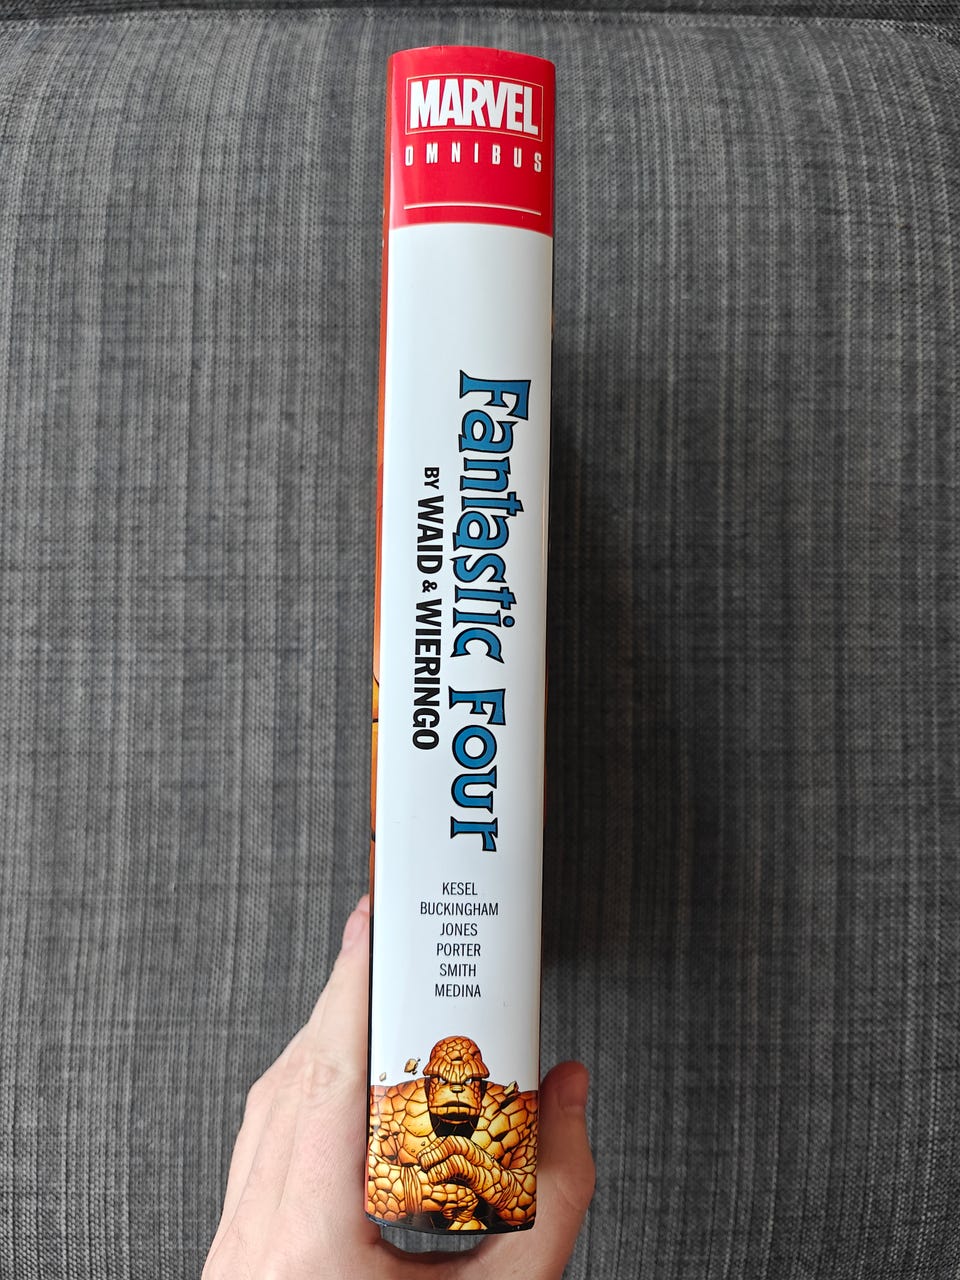 MARVEL
OMNIBUS
Fantastic Four
BY WAID & WIERINGO
KESEL
BUCKINGHAM
JONES
PORTER
SMITH
MEDINA